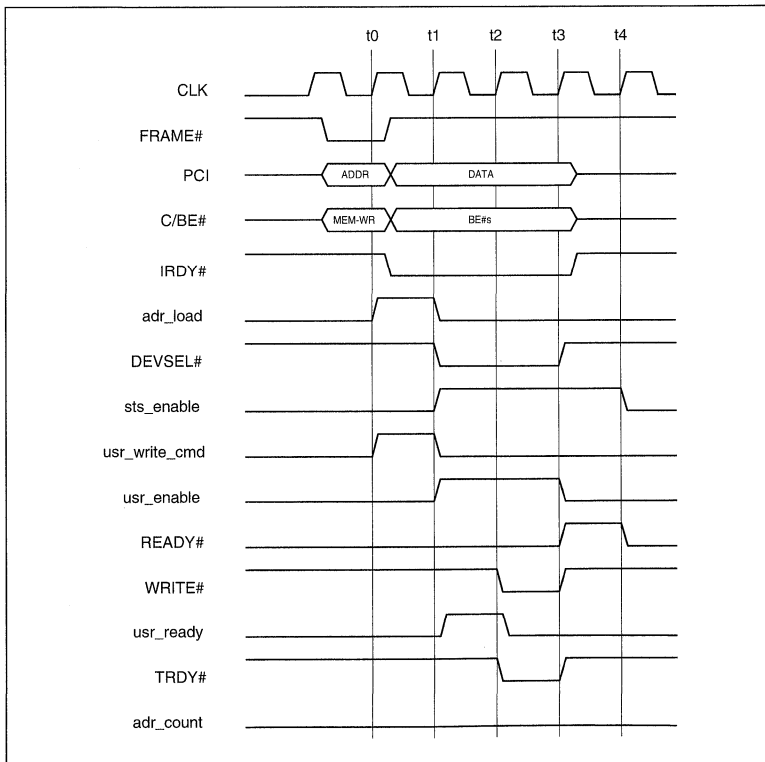 t0 t1 t2 t3 t4
CLK
FRAME#
PCI ADDR DATA
C/BE# MEM-WR BE#s
IRDY#
adr_load
DEVSEL#
sts_enable
usr_write_cmd
usr_enable
READY#
WRITE#
usr_ready
TRDY#
adr_count